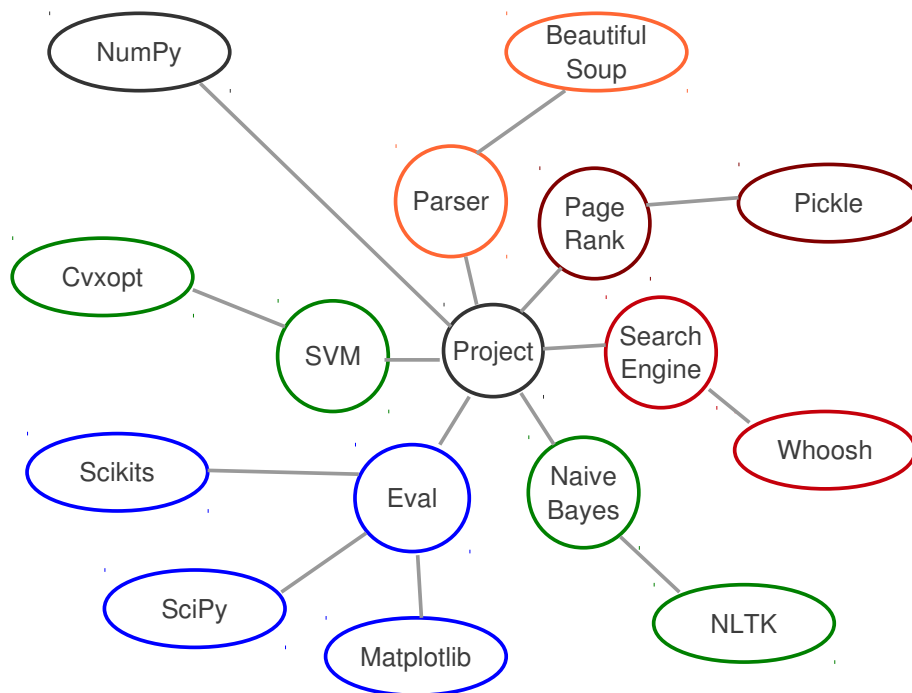 NumPy
Beautiful
Soup
Parser
Page
Rank
Pickle
Cvxopt
SVM
Project
Search
Engine
Whoosh
Scikits
Eval
Naive
Bayes
SciPy
Matplotlib
NLTK